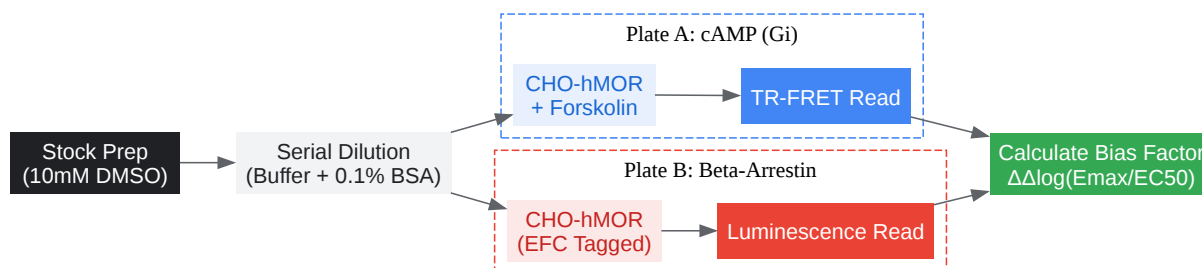 Stock Prep
(10mM DMSO)
Serial Dilution
(Buffer + 0.1% BSA)
Plate A: cAMP (Gi)
CHO-hMOR
+ Forskolin
TR-FRET Read
Plate B: Beta-Arrestin
CHO-hMOR
(EFC Tagged)
Luminescence Read
Calculate Bias Factor
ΔΔlog(Emax/EC50)